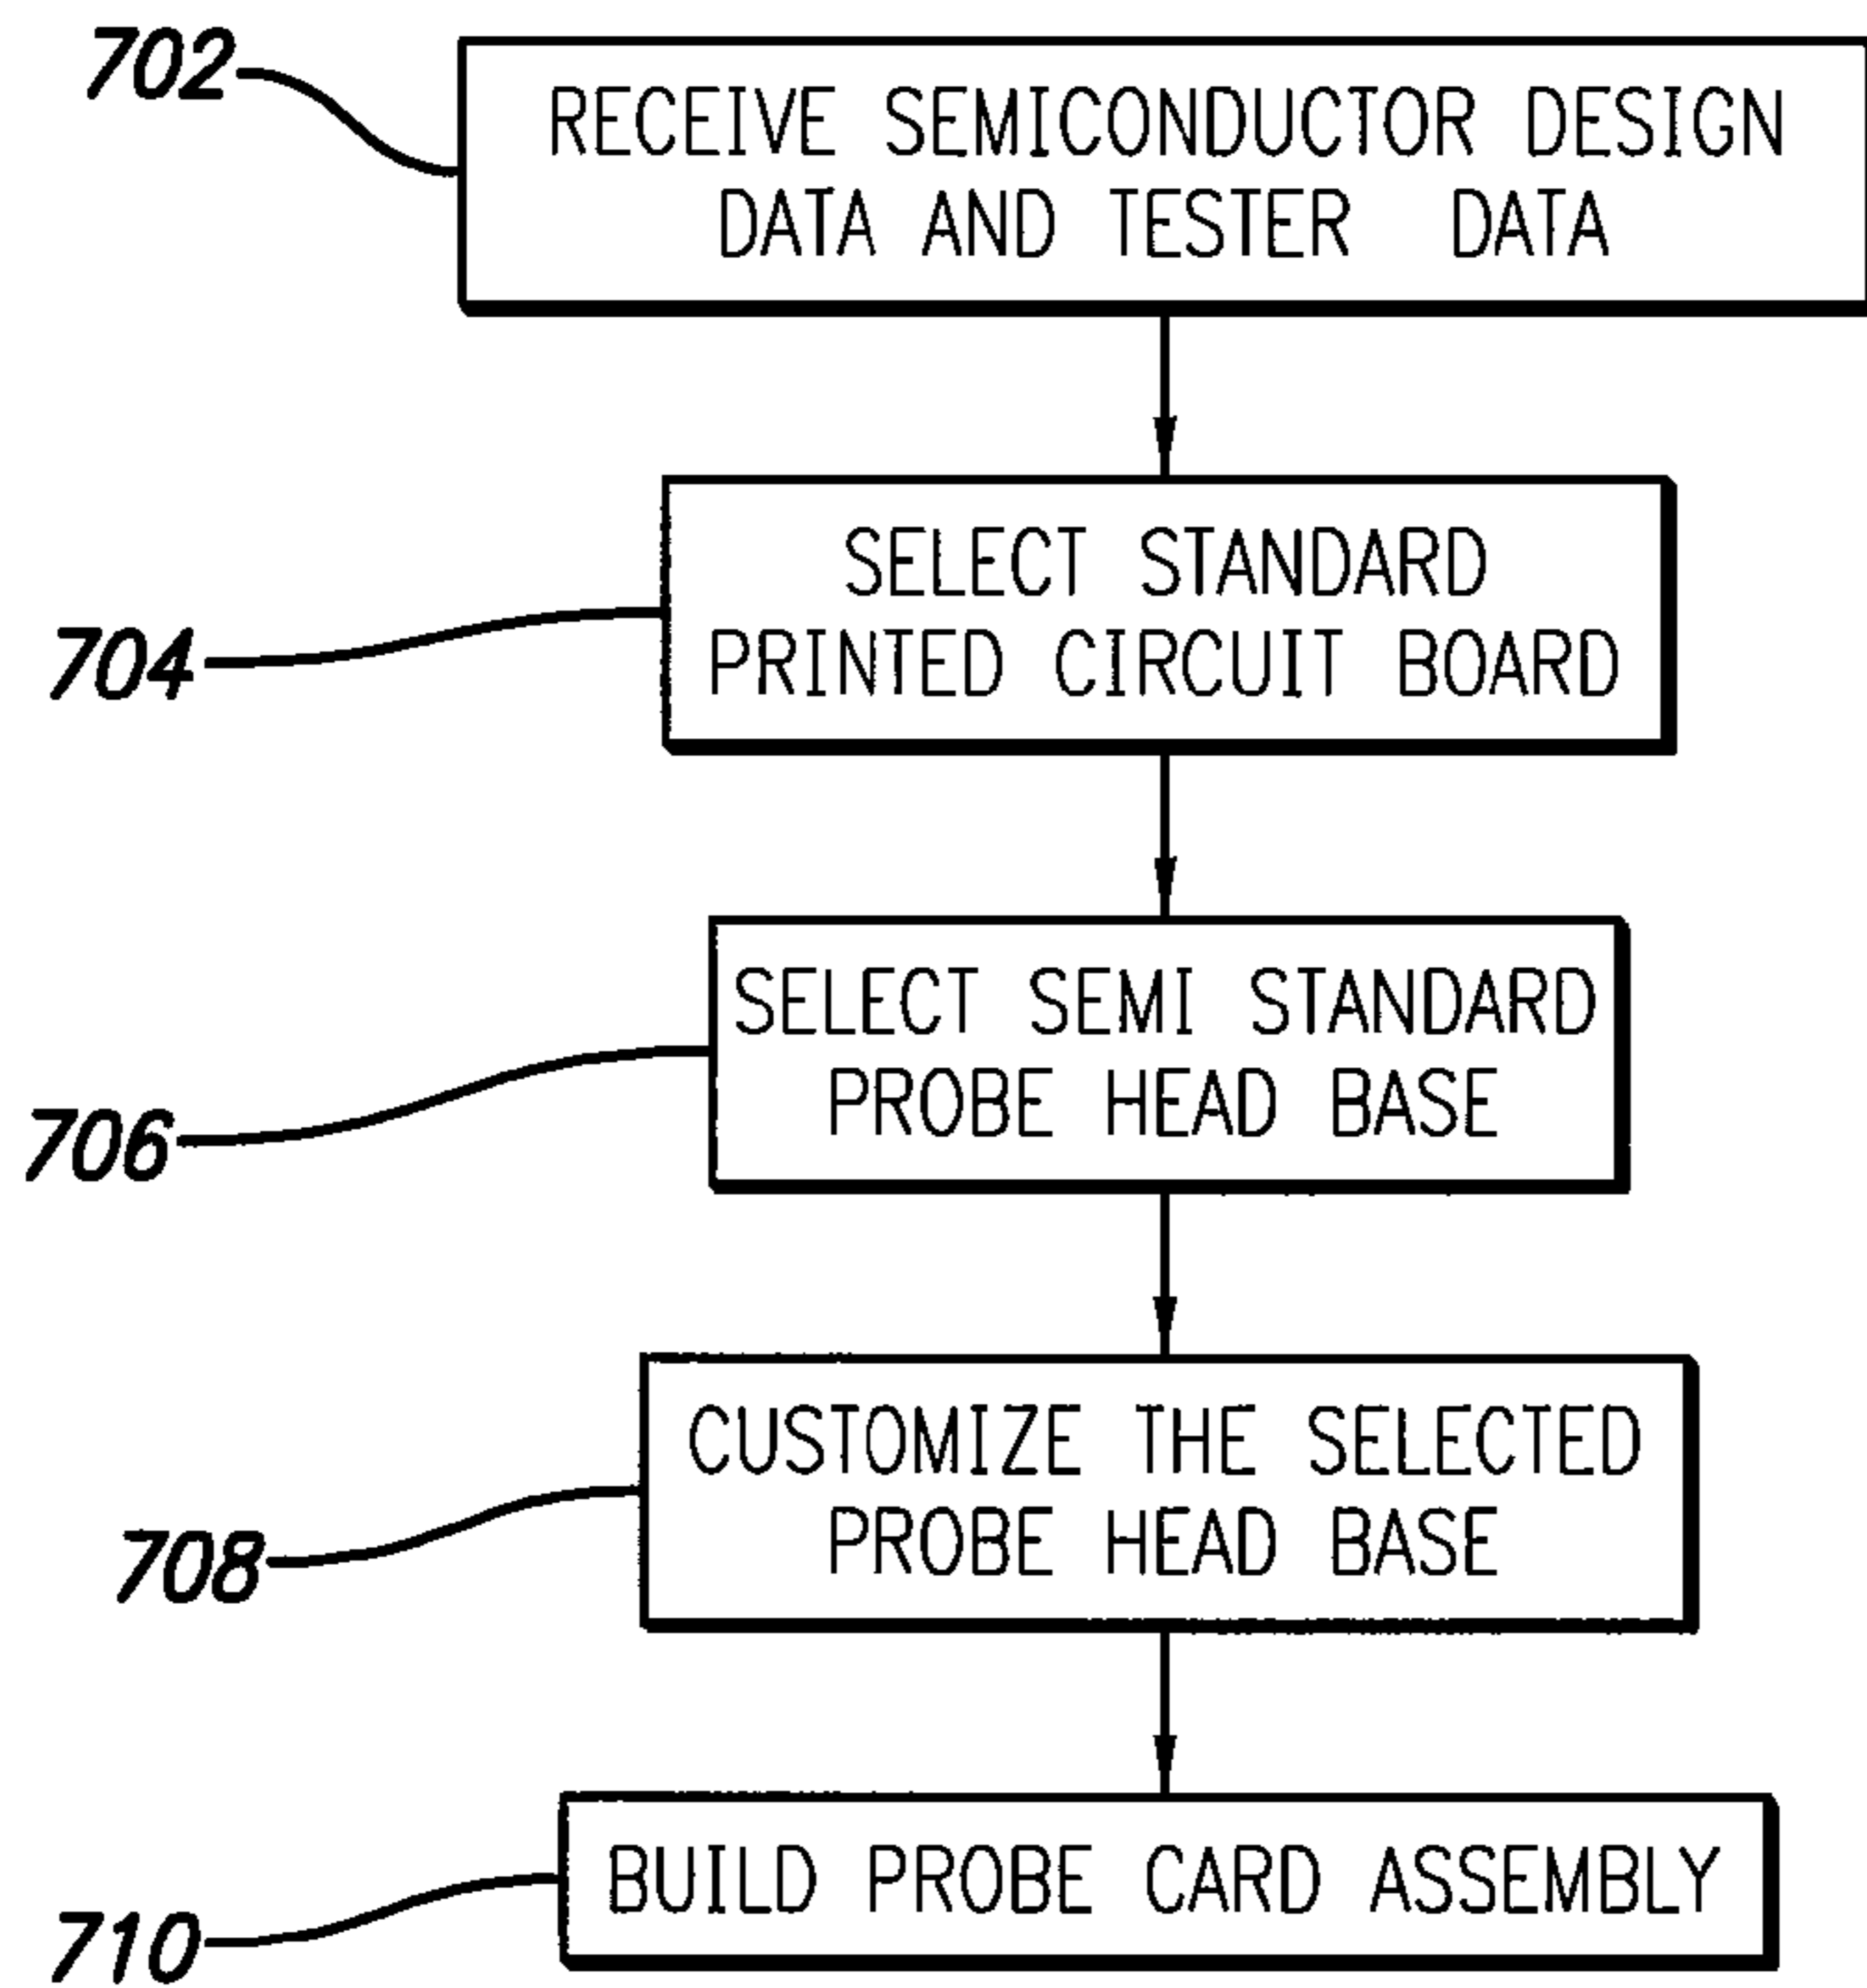 702
RECEIVE SEMICONDUCTOR DESIGN
DATA AND TESTER DATA
704
SELECT STANDARD
PRINTED CIRCUIT BOARD
706
SELECT SEMI STANDARD
PROBE HEAD BASE
708
CUSTOMIZE THE SELECTED
PROBE HEAD BASE
710
BUILD PROBE CARD ASSEMBLY